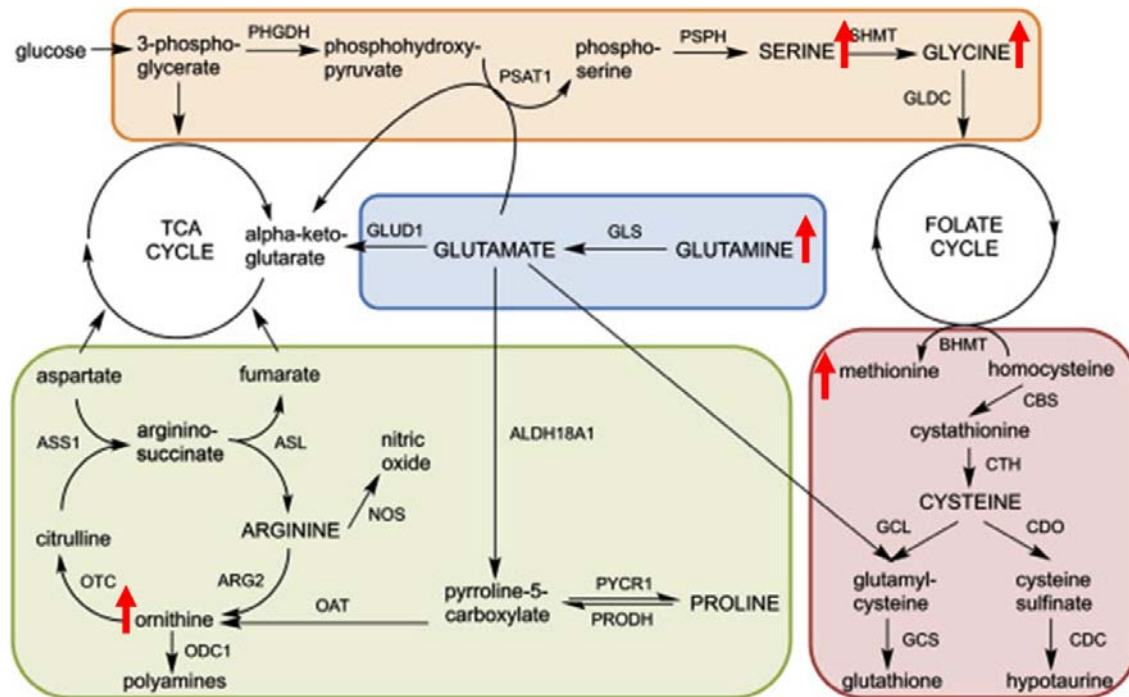 glucose
3-phospho-
glycerate
PHGDH
phosphohydroxy-
pyruvate
PSAT1
phospho-
serine
PSPH
SERINE
SHMT
GLYCINE
GLDC
TCA
CYCLE
alpha-keto-
glutarate
GLUD1
GLUTAMATE
GLS
GLUTAMINE
FOLATE
CYCLE
aspartate
fumarate
ASS1
arginino-
succinate
ASL
nitric
oxide
NOS
ARGININE
citrulline
OTC
ARG2
ornithine
ODC1
polyamines
OAT
ALDH18A1
pyrroline-5-
carboxylate
PYCR1
PRODH
PROLINE
BHMT
methionine
homocysteine
CBS
cystathionine
CTH
CYSTEINE
GCL
CDO
glutamyl-
cysteine
cysteine
sulfinate
GCS
CDC
glutathione
hypotaurine